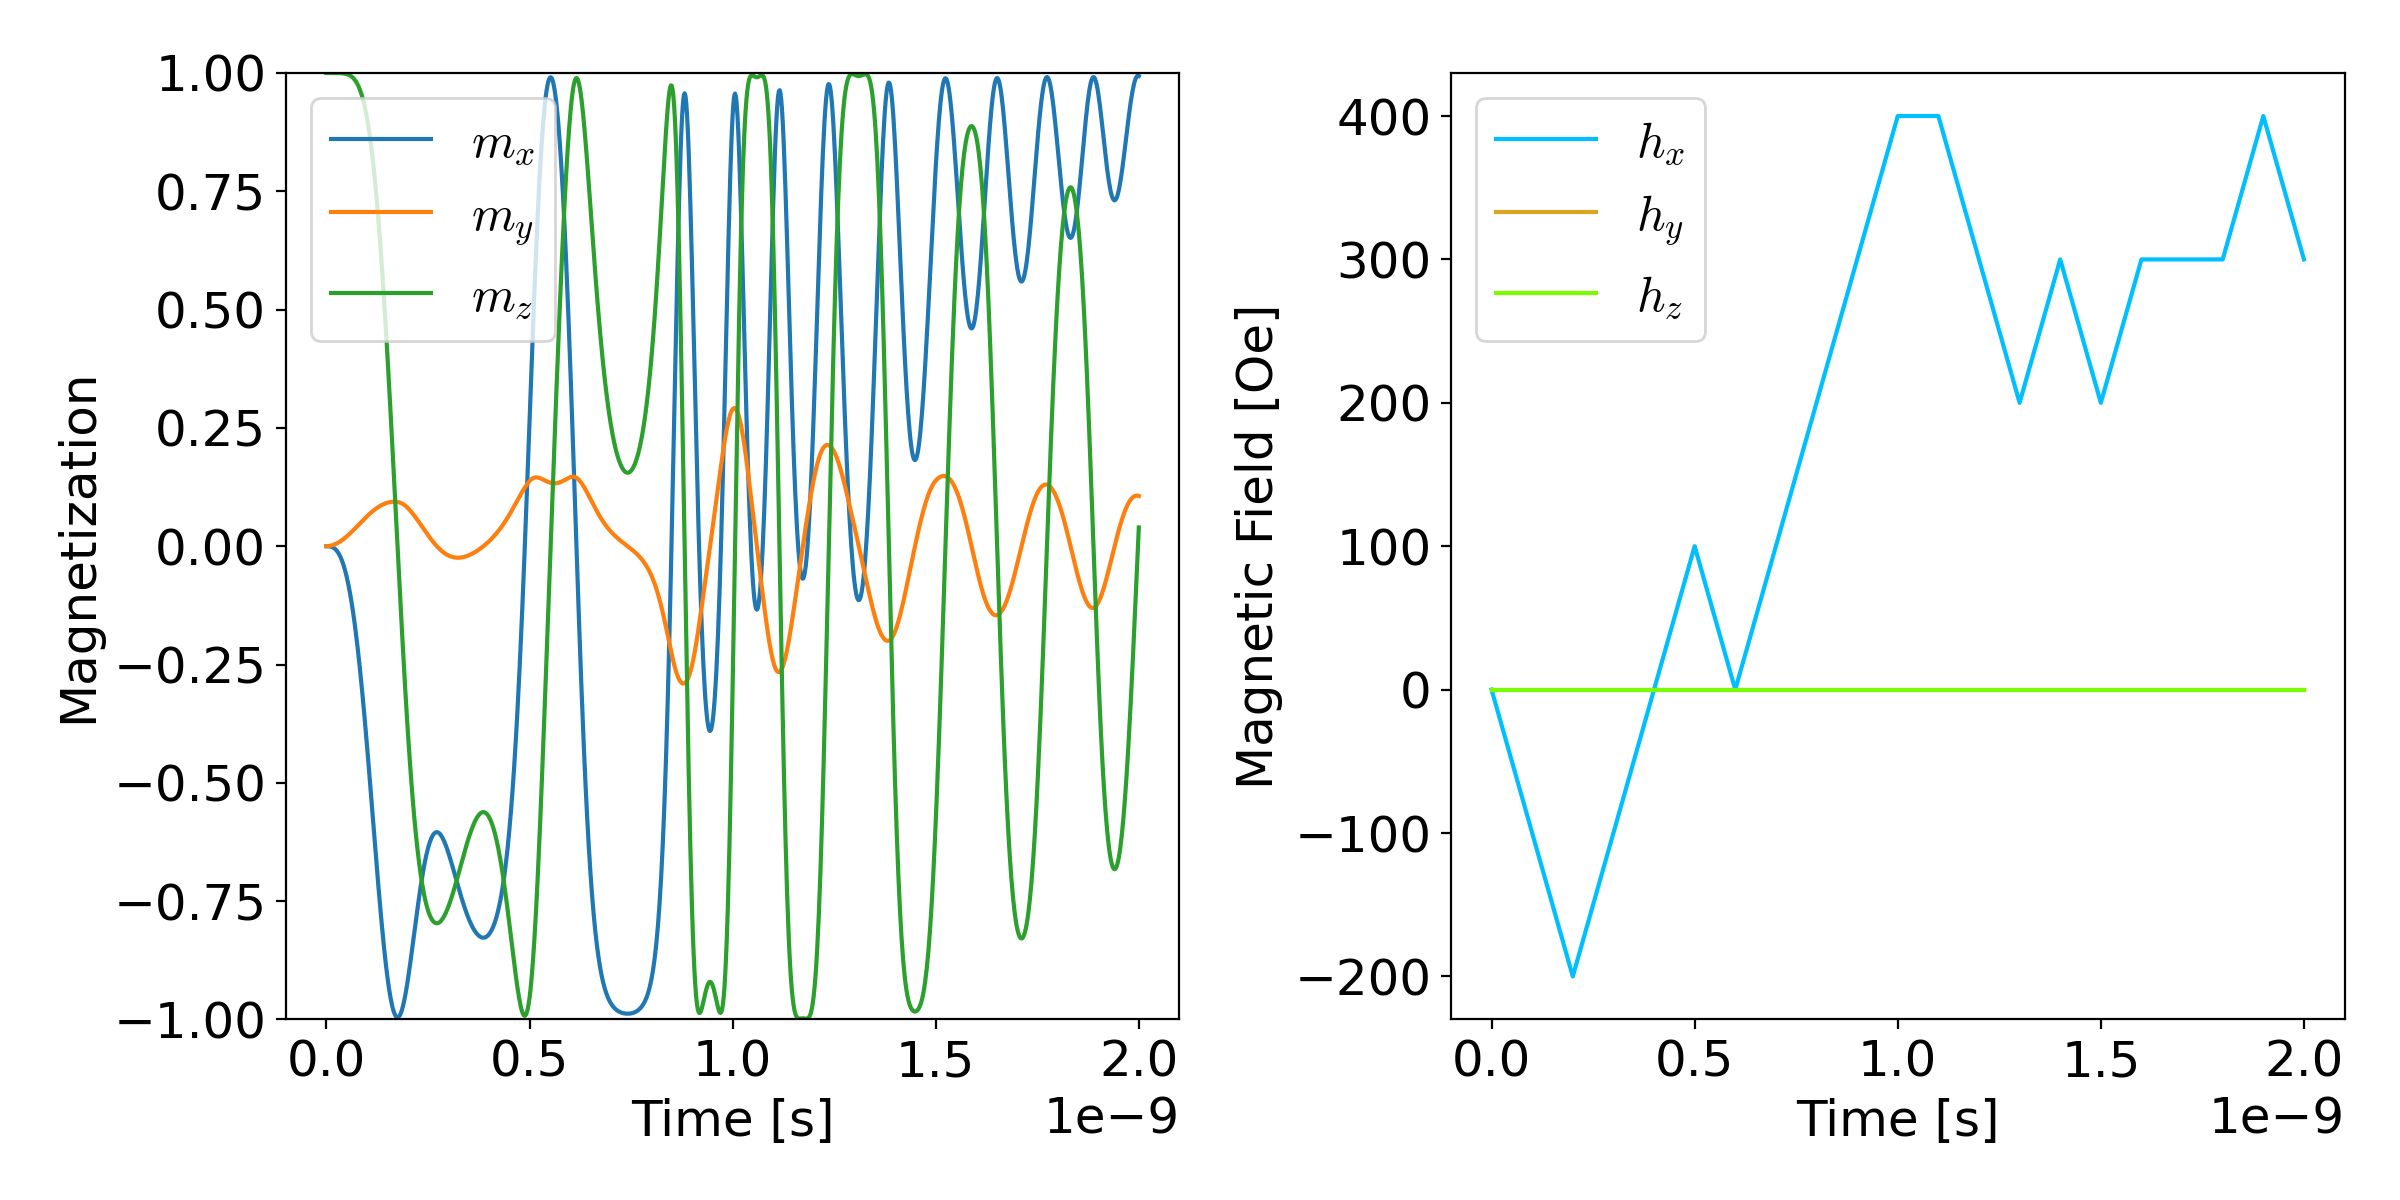 1.00
0.75
0.50
0.25
0.00
−0.25
−0.50
−0.75
−1.00
Magnetization
m_x
m_y
m_z
0.0 0.5 1.0 1.5 2.0
Time [s]
1e−9
400
300
200
100
0
−100
−200
Magnetic Field [Oe]
h_x
h_y
h_z
0.0 0.5 1.0 1.5 2.0
Time [s]
1e−9